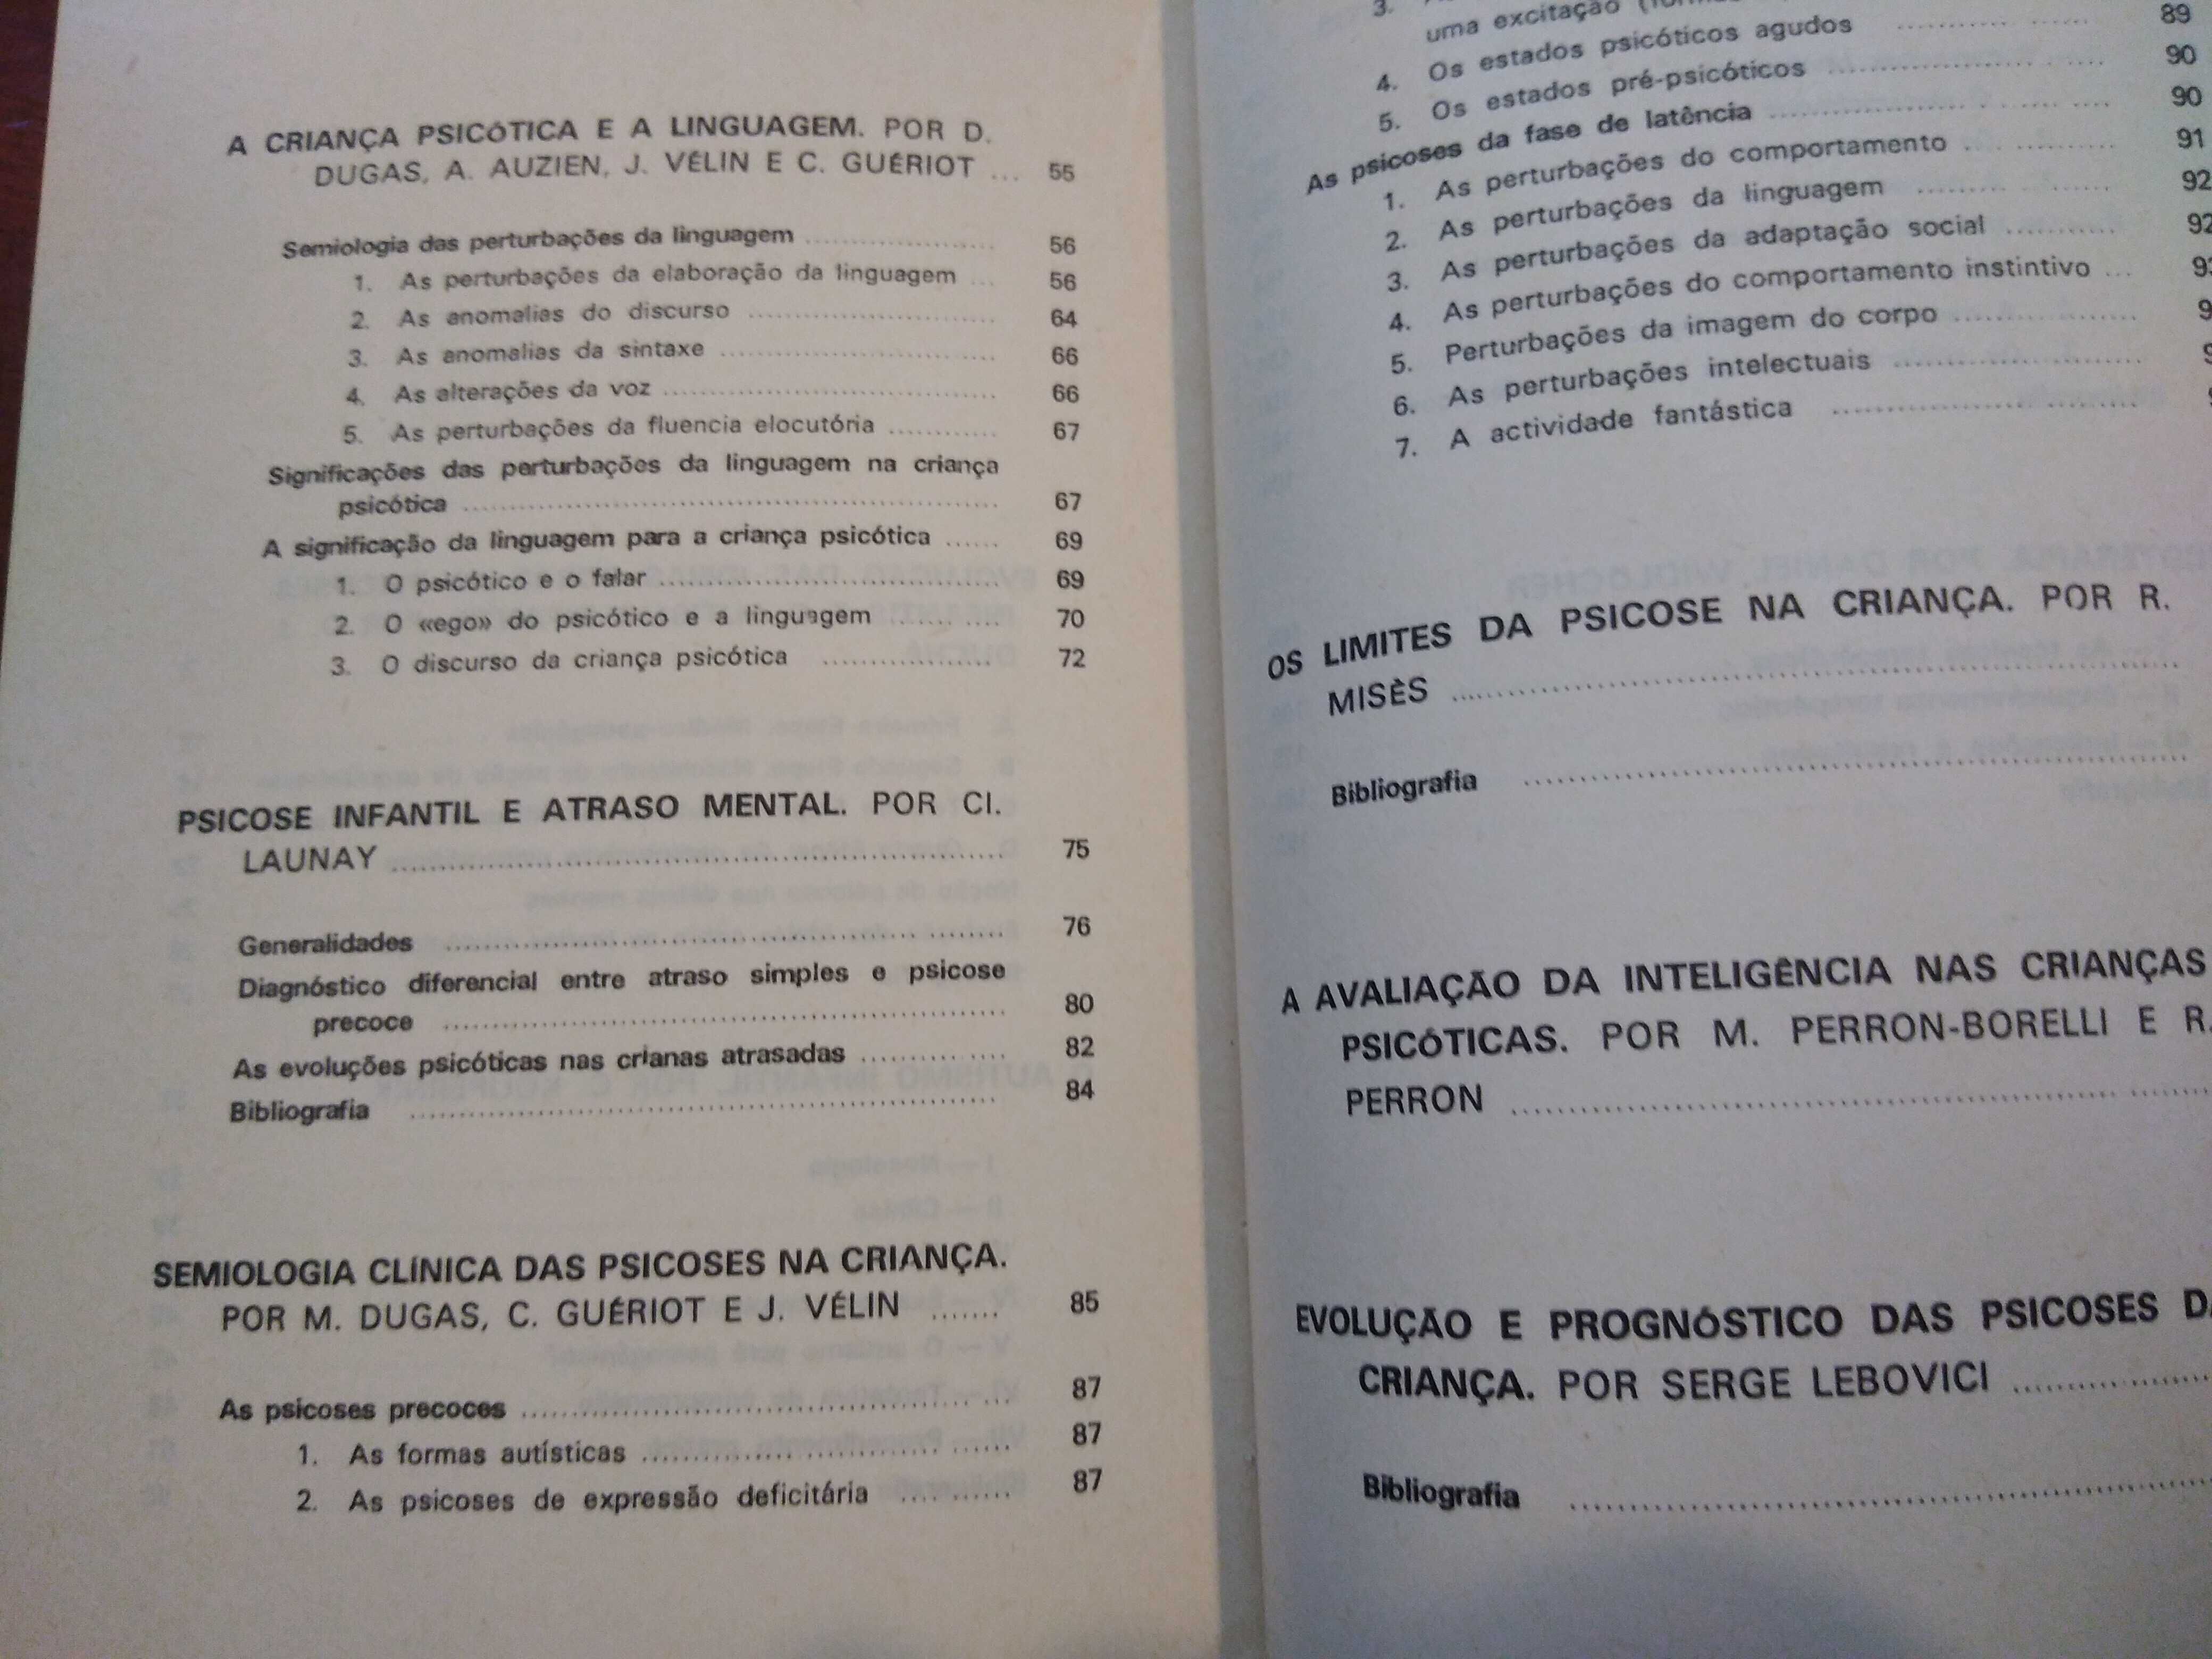 A CRIANÇA PSICÓTICA E A LINGUAGEM. POR D.
DUGAS, A. AUZIEN, J. VÉLIN E C. GUÉRIOT ... 55
Semiologia das perturbações da linguagem ..................... 56
1. As perturbações da elaboração da linguagem ... 56
2. As anomalias do discurso ........................... 64
3. As anomalias da sintaxe .............................. 66
4. As alterações da voz .................................... 66
5. As perturbações da fluencia elocutória ............ 67
Significações das perturbações da linguagem na criança
psicótica ......................................................... 67
A significação da linguagem para a criança psicótica ...... 69
1. O psicótico e o falar .................................... 69
2. O «ego» do psicótico e a linguagem ....... .... 70
3. O discurso da criança psicótica .................. 72
PSICOSE INFANTIL E ATRASO MENTAL. POR CI.
LAUNAY ................................................................ 75
Generalidades ......................................................... 76
Diagnóstico diferencial entre atraso simples e psicose
precoce ............................................................ 80
As evoluções psicóticas nas crianas atrasadas ............... 82
Bibliografia ............................................................... 84
SEMIOLOGIA CLÍNICA DAS PSICOSES NA CRIANÇA.
POR M. DUGAS, C. GUÉRIOT E J. VÉLIN ....... 85
As psicoses precoces ................................................... 87
1. As formas autísticas ....................................... 87
2. As psicoses de expressão deficitária ............ 87
3.
uma excitação
4. Os estados psicóticos agudos ............... 89
5. Os estados pré-psicóticos ........................... 90
As psicoses da fase de latência .................................... 90
1. As perturbações do comportamento ............... 91
2. As perturbações da linguagem ..................... 92
3. As perturbações da adaptação social ........... 92
4. As perturbações do comportamento instintivo ...
5. Perturbações da imagem do corpo ..................
6. As perturbações intelectuais ........................
7. A actividade fantástica ..............................
OS LIMITES DA PSICOSE NA CRIANÇA. POR R.
MISÈS ..................................................................
Bibliografia ..................................................................
A AVALIAÇÃO DA INTELIGÊNCIA NAS CRIANÇAS
PSICÓTICAS. POR M. PERRON-BORELLI E R.
PERRON ..................................................................
EVOLUÇÃO E PROGNÓSTICO DAS PSICOSES
CRIANÇA. POR SERGE LEBOVICI .....................
Bibliografia ..................................................................